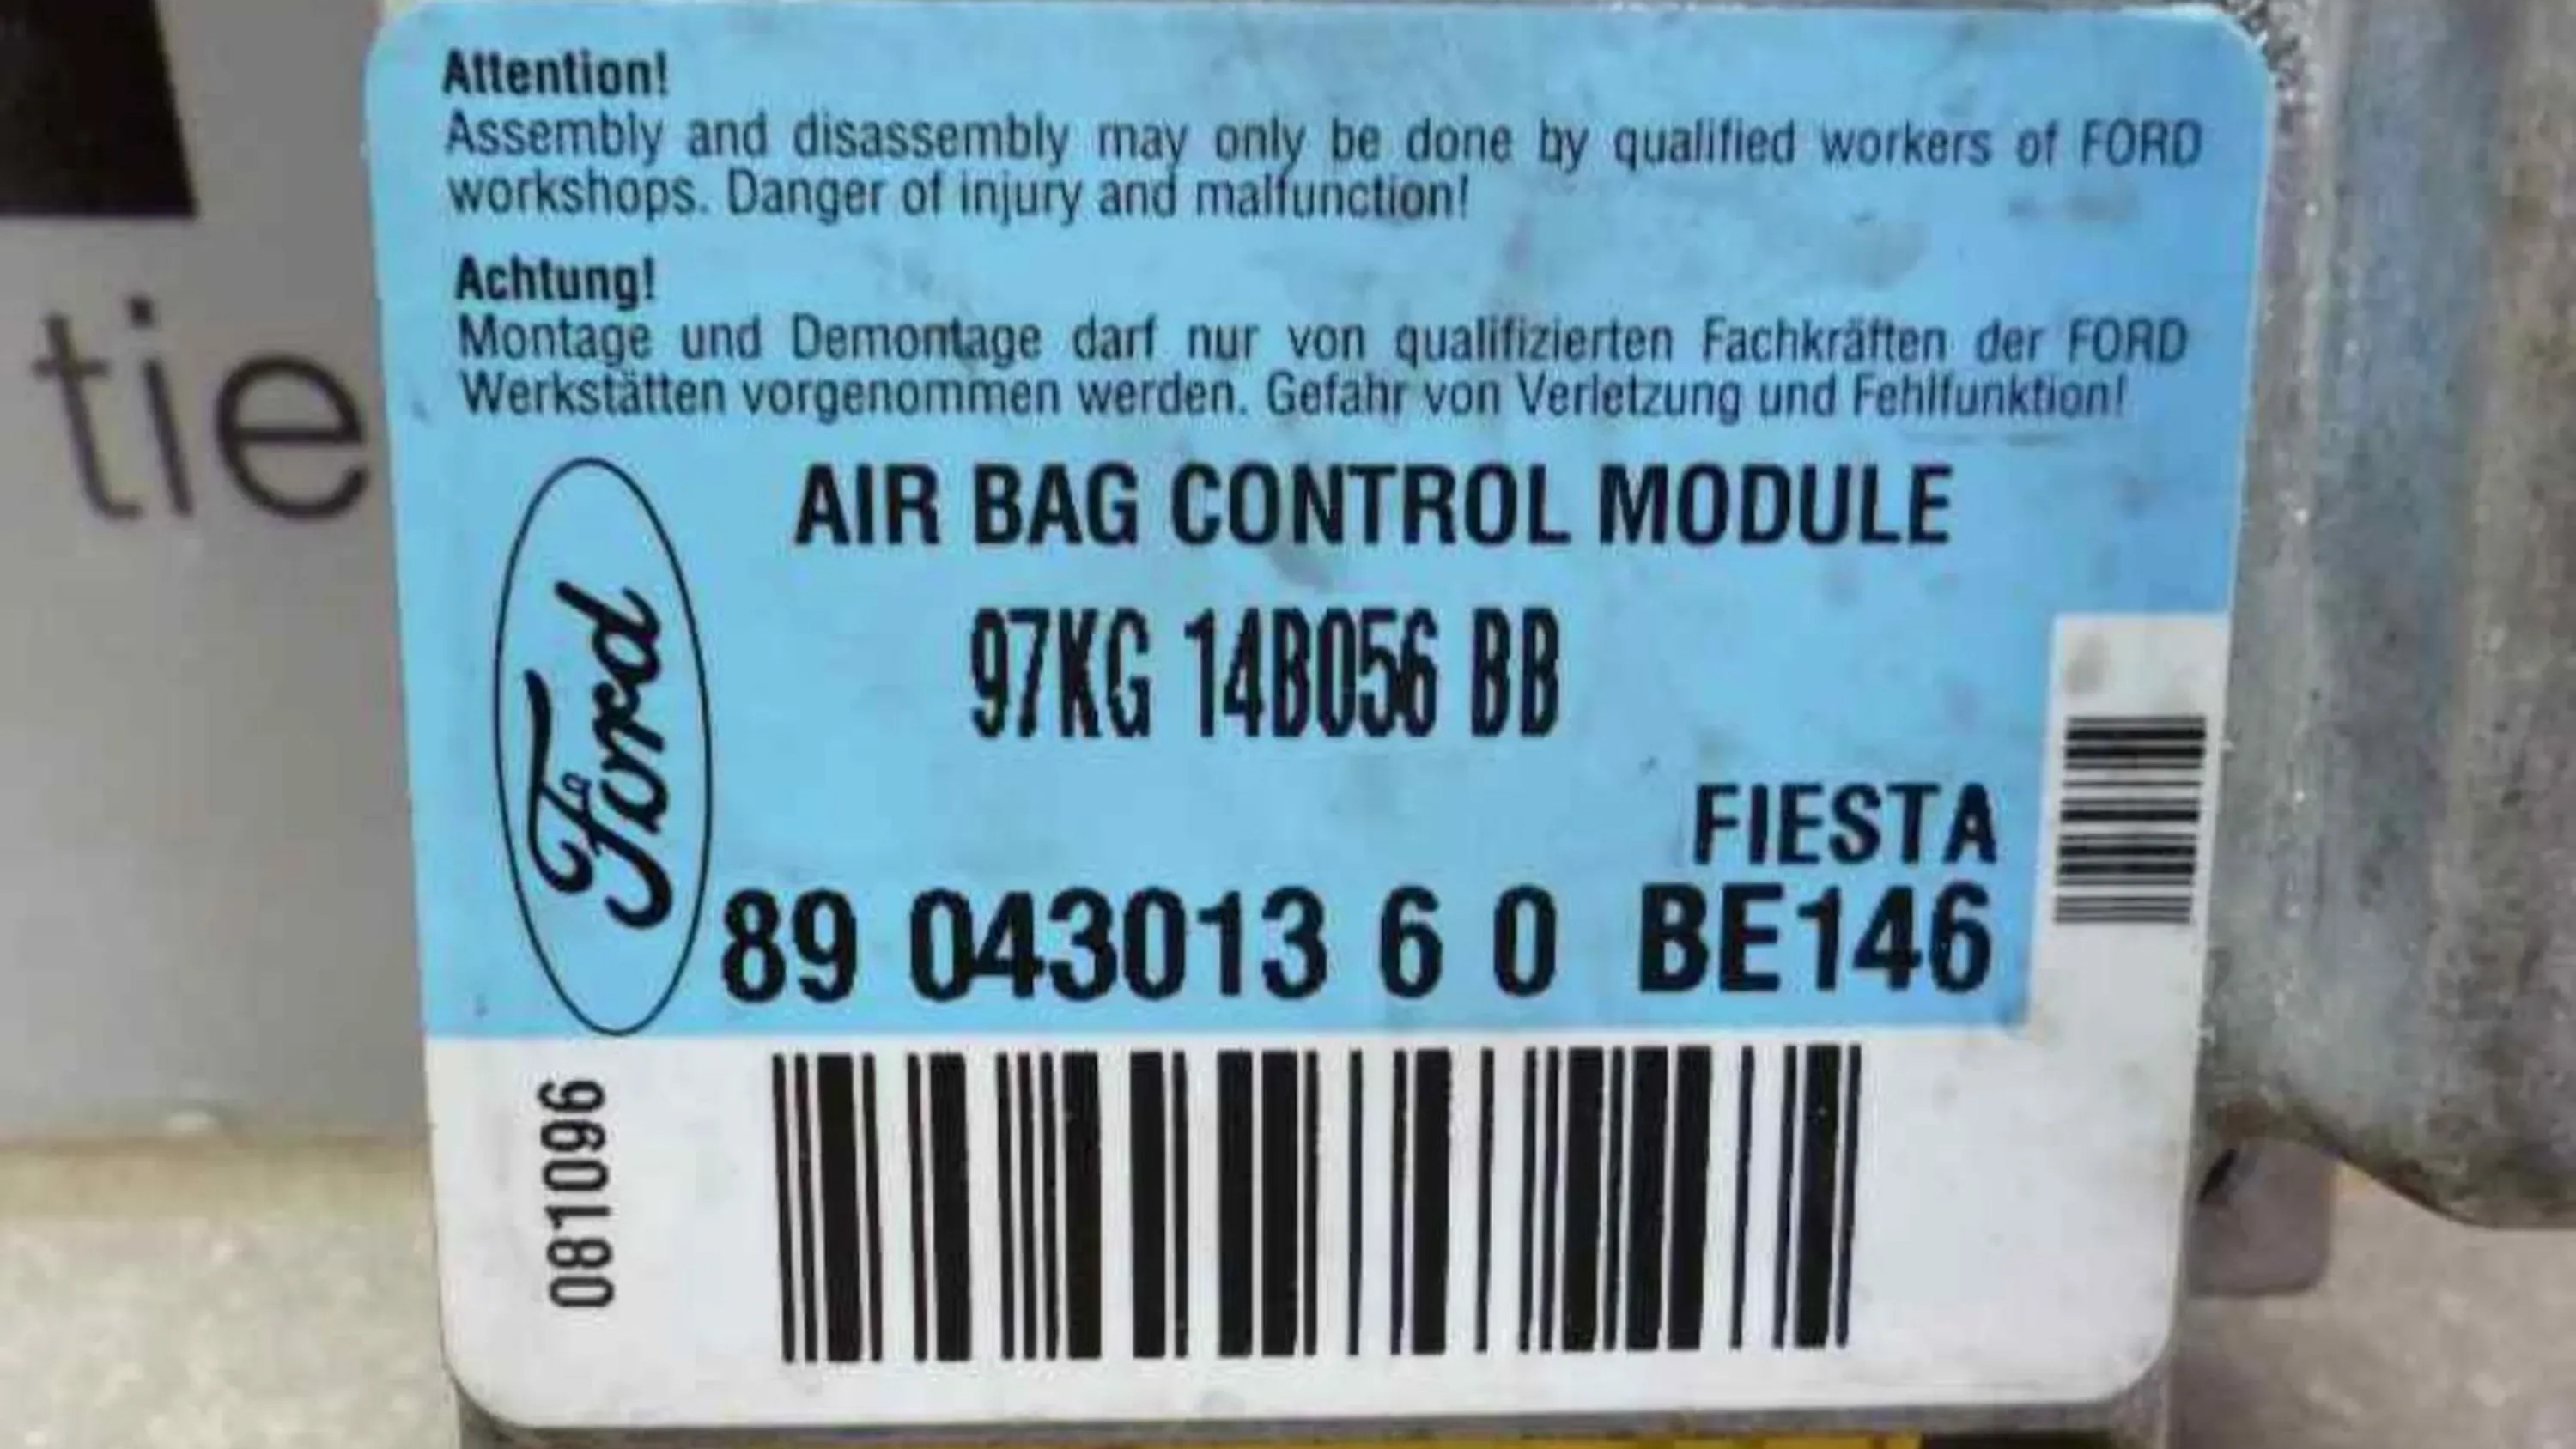 Attention!
Assembly and disassembly may only be done by qualified workers of FORD
workshops. Danger of injury and malfunction!
Achtung!
Montage und Demontage darf nur von qualifizierten Fachkräften der FORD
Werkstätten vorgenommen werden. Gefahr von Verletzung und Fehlfunktion!
tie
AIR BAG CONTROL MODULE
97KG 14B056 BB
Ford
FIESTA
89 043013 6 0 BE146
081096